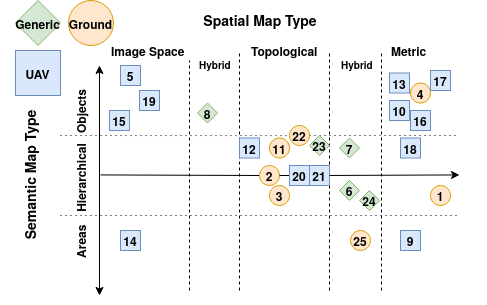 Spatial Map Type
Generic
Ground
UAV
Image Space
Topological
Metric
Hybrid
Hybrid
Semantic Map Type
Objects
Hierarchical
Areas
5
19
15
8
13
17
4
10
16
22
12
11
23
7
18
2
20
21
3
6
24
1
14
25
9